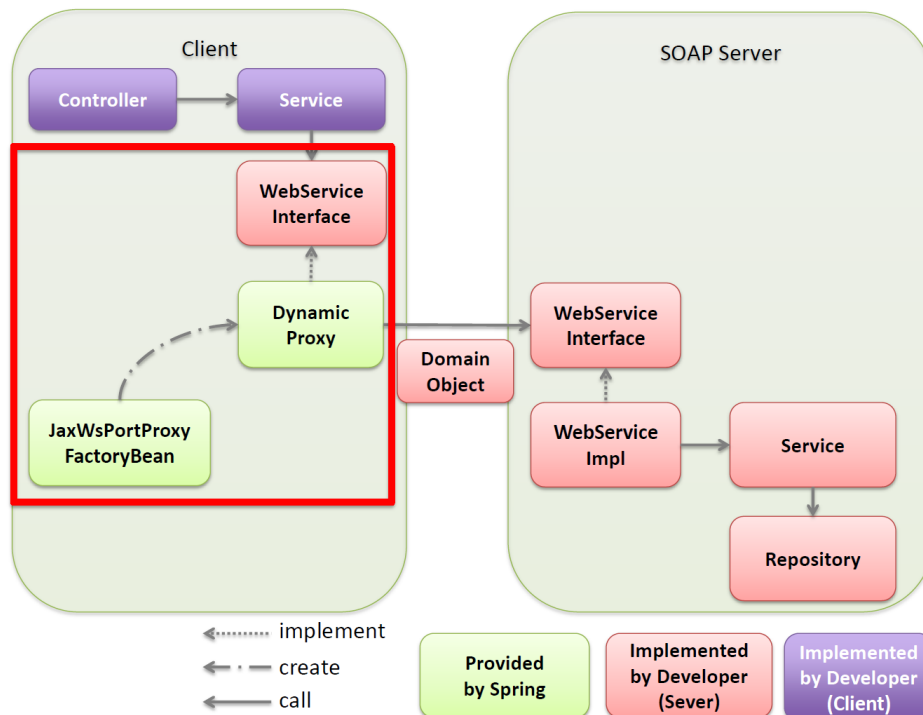 Client
SOAP Server
Controller
Service
WebService
Interface
Dynamic
Proxy
WebService
Interface
Domain
Object
JaxWsPortProxy
FactoryBean
WebService
Impl
Service
Repository
implement
create
call
Provided
by Spring
Implemented
by Developer
(Sever)
Implemented
by Developer
(Client)